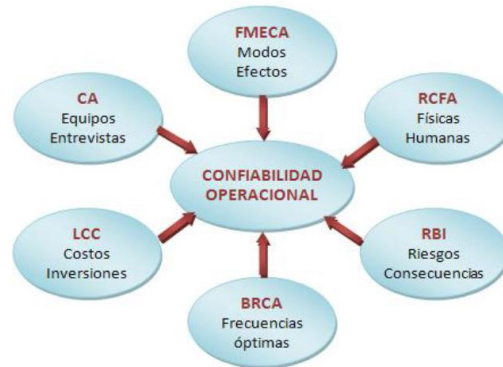 FMECA
Modos
Efectos
CA
Equipos
Entrevistas
RCFA
Físicas
Humanas
CONFIABILIDAD
OPERACIONAL
LCC
Costos
Inversiones
RBI
Riesgos
Consecuencias
BRCA
Frecuencias
óptimas